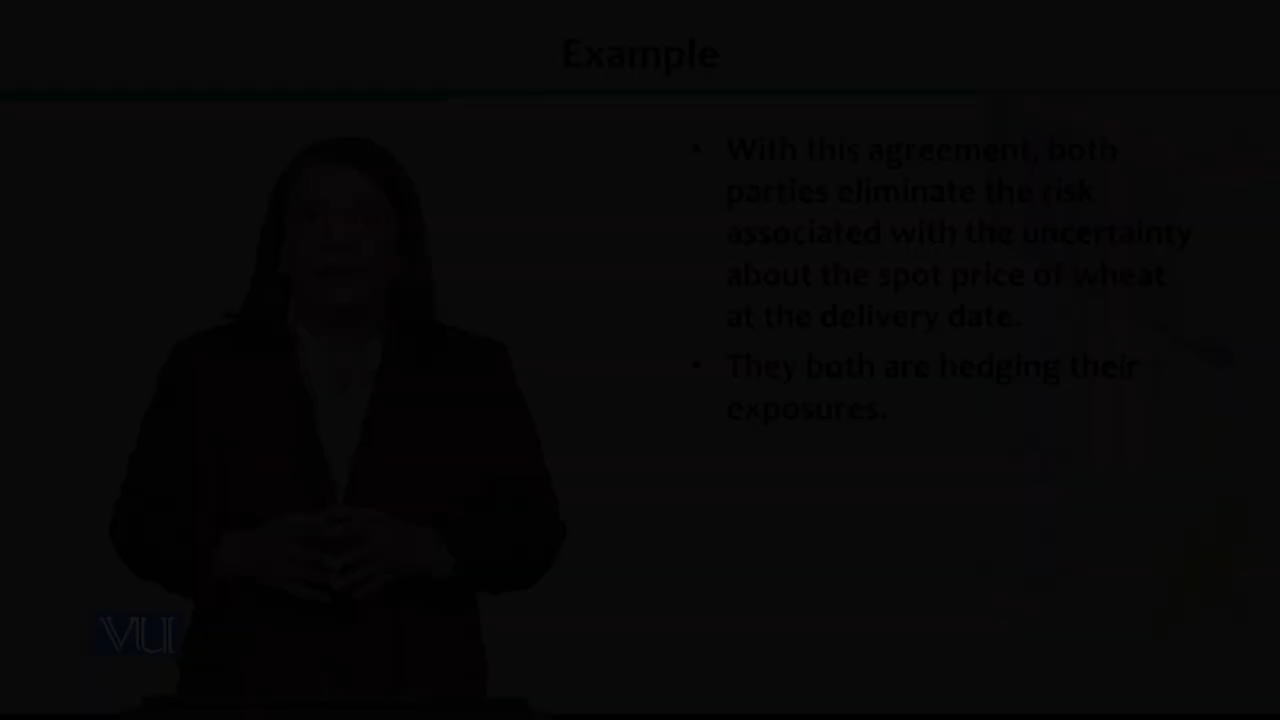 Example
• With this agreement, both
parties eliminate the risk
associated with the uncertainty
about the spot price of wheat
at the delivery date.
• They both are hedging their
exposures.
VU